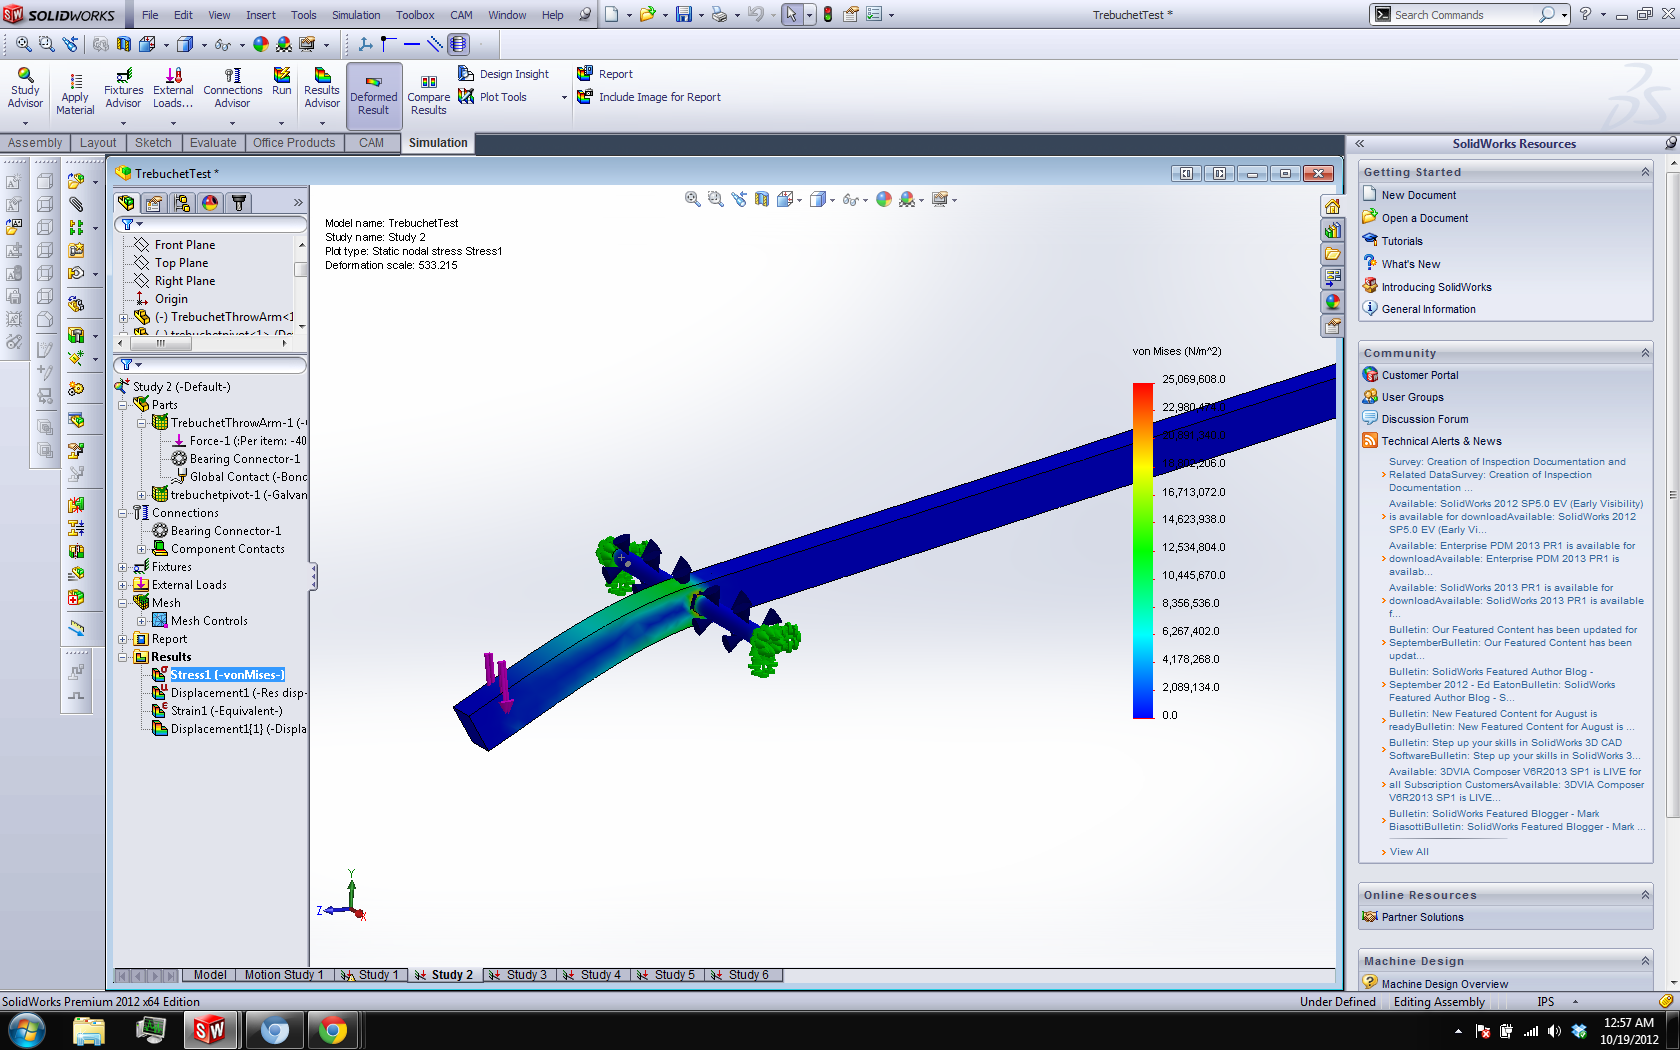 SOLIDWORKS
File Edit View Insert Tools Simulation Toolbox CAM Window Help
TrebuchetTest *
Search Commands
Study Advisor
Apply Material
Fixtures Advisor
External Loads...
Connections Advisor
Run
Results Advisor
Deformed Result
Compare Results
Design Insight
Plot Tools
Report
Include Image for Report
Assembly Layout Sketch Evaluate Office Products CAM Simulation
TrebuchetTest *
Front Plane
Top Plane
Right Plane
Origin
(-) TrebuchetThrowArm<1
(-) trebuchetpivot<1> (De
Study 2 (-Default-)
Parts
TrebuchetThrowArm-1 (-
Force-1 (:Per item: -40
Bearing Connector-1
Global Contact (-Bond
trebuchetpivot-1 (-Galvan
Connections
Bearing Connector-1
Component Contacts
Fixtures
External Loads
Mesh
Mesh Controls
Report
Results
Stress1 (-vonMises-)
Displacement1 (-Res disp-
Strain1 (-Equivalent-)
Displacement1{1} (-Displa
Model name: TrebuchetTest
Study name: Study 2
Plot type: Static nodal stress Stress1
Deformation scale: 533.215
von Mises (N/m^2)
25,069,608.0
22,980,474.0
20,891,340.0
18,802,206.0
16,713,072.0
14,623,938.0
12,534,804.0
10,445,670.0
8,356,536.0
6,267,402.0
4,178,268.0
2,089,134.0
0.0
Y
Z
X
Model Motion Study 1 Study 1 Study 2 Study 3 Study 4 Study 5 Study 6
SolidWorks Resources
Getting Started
New Document
Open a Document
Tutorials
What's New
Introducing SolidWorks
General Information
Community
Customer Portal
User Groups
Discussion Forum
Technical Alerts & News
Survey: Creation of Inspection Documentation and
Related DataSurvey: Creation of Inspection
Documentation ...
Available: SolidWorks 2012 SP5.0 EV (Early Visibility)
is available for downloadAvailable: SolidWorks 2012
SP5.0 EV (Early Vi...
Available: Enterprise PDM 2013 PR1 is available for
downloadAvailable: Enterprise PDM 2013 PR1 is
availab...
Available: SolidWorks 2013 PR1 is available for
downloadAvailable: SolidWorks 2013 PR1 is available
f...
Bulletin: Our Featured Content has been updated for
SeptemberBulletin: Our Featured Content has been
updat...
Bulletin: SolidWorks Featured Author Blog -
September 2012 - Ed EatonBulletin: SolidWorks
Featured Author Blog - S...
Bulletin: New Featured Content for August is
readyBulletin: New Featured Content for August is ...
Bulletin: Step up your skills in SolidWorks 3D CAD
SoftwareBulletin: Step up your skills in SolidWorks 3...
Available: 3DVIA Composer V6R2013 SP1 is LIVE for
all Subscription CustomersAvailable: 3DVIA Composer
V6R2013 SP1 is LIVE...
Bulletin: SolidWorks Featured Blogger - Mark
BiasottiBulletin: SolidWorks Featured Blogger - Mark ...
View All
Online Resources
Partner Solutions
Machine Design
Machine Design Overview
SolidWorks Premium 2012 x64 Edition
Under Defined Editing Assembly IPS
12:57 AM
10/19/2012